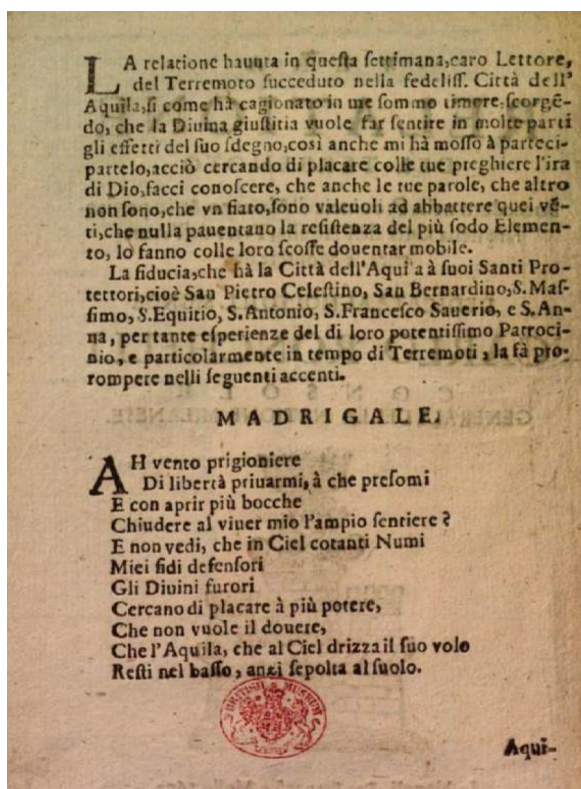 LA relatione hauuta in questa settimana,caro Lettore,
del Terremoto succeduto nella fedeliss. Città dell'
Aquila,si come hà cagionato in me sommo timore,scorgẽ-
do, che la Diuina giustitia vuole far sentire in molte parti
gli effetti del suo sdegno,così anche mi hà mosso à parteci-
partelo,acciò cercando di placare colle tue preghiere l'ira
di Dio,facci conoscere, che anche le tue parole, che altro
non sono,che vn fiato,sono valeuoli ad abbattere quei vẽ-
ti,che nulla pauentano la resistenza del più sodo Elemen-
to, lo fanno colle loro scosse douentar mobile.
La fiducia,che hà la Città dell'Aqui'a à suoi Santi Pro-
tettori,cioè San Pietro Celestino, San Bernardino,S.Mas-
simo, S.Equitio, S.Antonio, S.Francesco Sauerio, e S.An-
na, per tante esperienze del di loro potentissimo Patroci-
nio, e particolarmente in tempo di Terremoti, la fà pro-
rompere nelli seguenti accenti.
MADRIGALE.
AH vento prigioniere
Di libertà priuarmi, à che presomi
E con aprir più bocche
Chiudere al viuer mio l'ampio sentiere?
E non vedi, che in Ciel cotanti Numi
Miei fidi defensori
Gli Diuini furori
Cercano di placare à più potere,
Che non vuole il douere,
Che l'Aquila, che al Ciel drizza il suo volo
Resti nel basso, anzi sepolta al suolo.
BRITISH MUSEUM
Aqui-